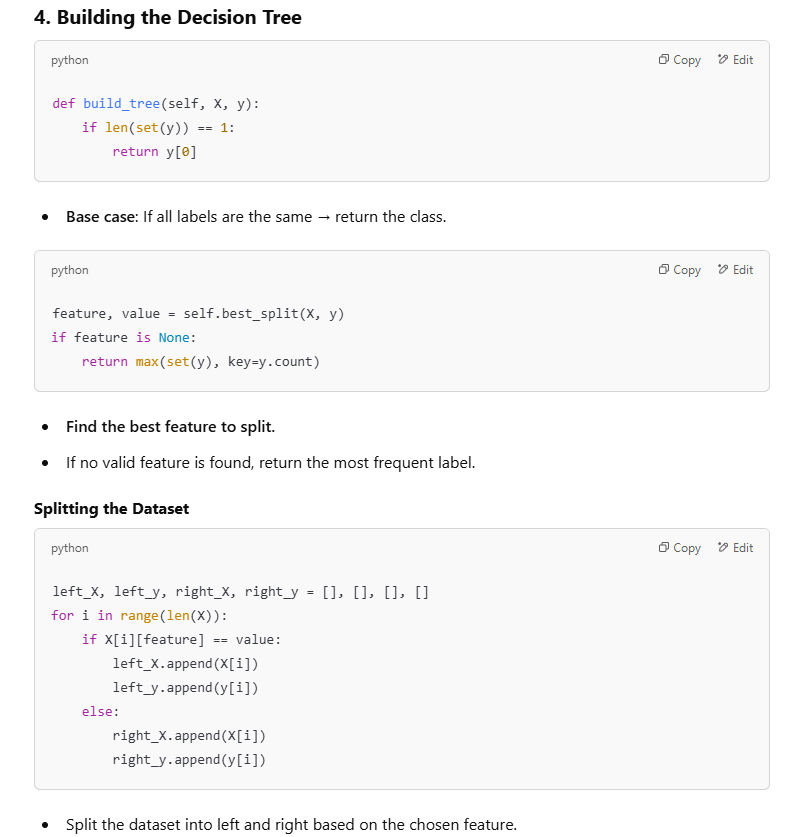 4. Building the Decision Tree
python
Copy
Edit
def build_tree(self, X, y):
    if len(set(y)) == 1:
        return y[0]
• Base case: If all labels are the same → return the class.
python
Copy
Edit
feature, value = self.best_split(X, y)
if feature is None:
    return max(set(y), key=y.count)
• Find the best feature to split.
• If no valid feature is found, return the most frequent label.
Splitting the Dataset
python
Copy
Edit
left_X, left_y, right_X, right_y = [], [], [], []
for i in range(len(X)):
    if X[i][feature] == value:
        left_X.append(X[i])
        left_y.append(y[i])
    else:
        right_X.append(X[i])
        right_y.append(y[i])
• Split the dataset into left and right based on the chosen feature.